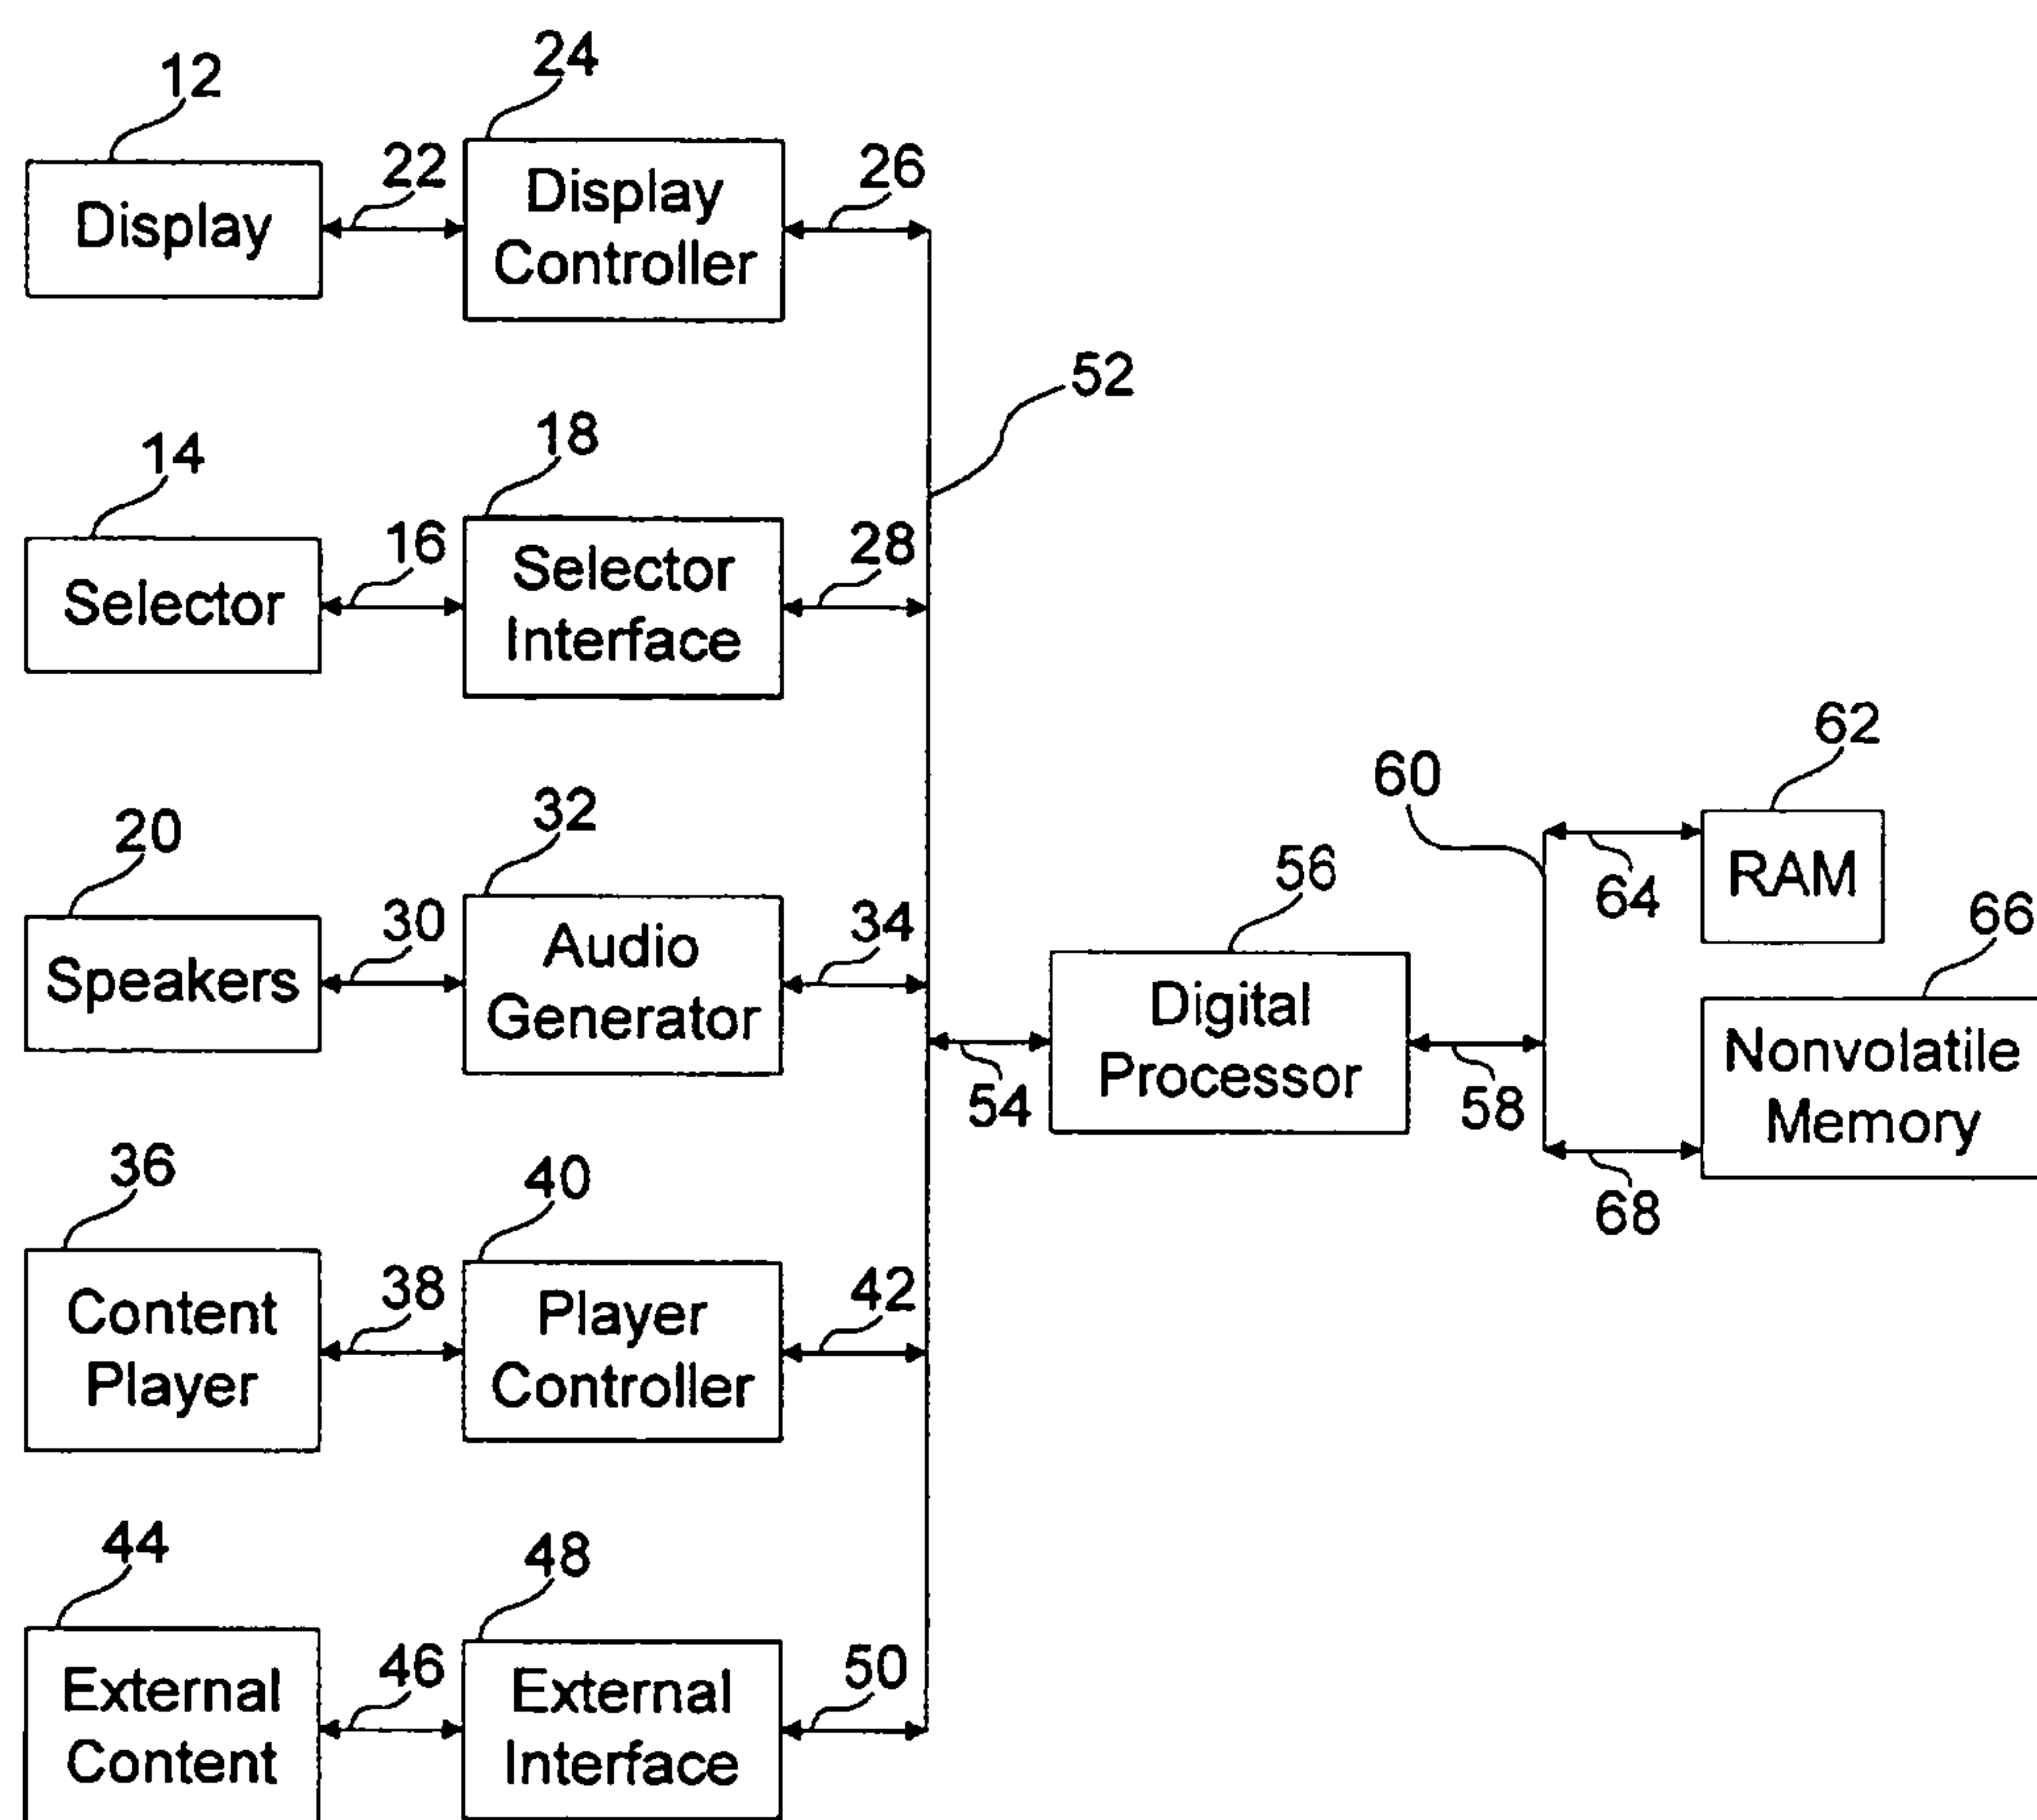 12
24
Display
22
Display
Controller
26
52
14
18
Selector
16
Selector
Interface
28
20
32
Speakers
30
Audio
Generator
34
54
56
Digital
Processor
58
60
62
64
RAM
66
Nonvolatile
Memory
68
36
40
Content
Player
38
Player
Controller
42
44
48
External
Content
46
External
Interface
50